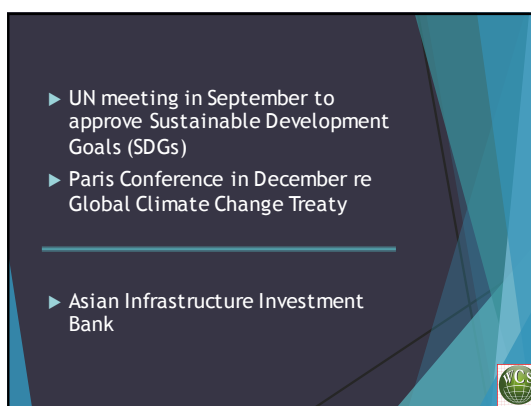 UN meeting in September to
approve Sustainable Development
Goals (SDGs)
Paris Conference in December re
Global Climate Change Treaty
Asian Infrastructure Investment
Bank
WCS